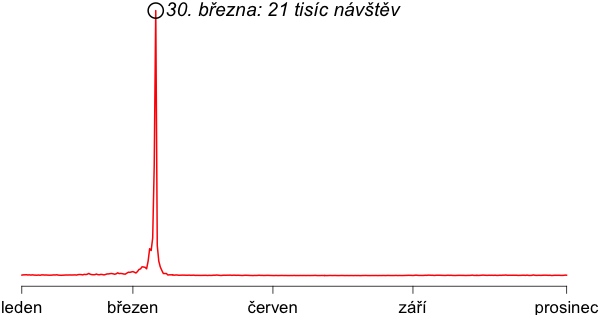 30. března: 21 tisíc návštěv
leden březen červen září prosinec